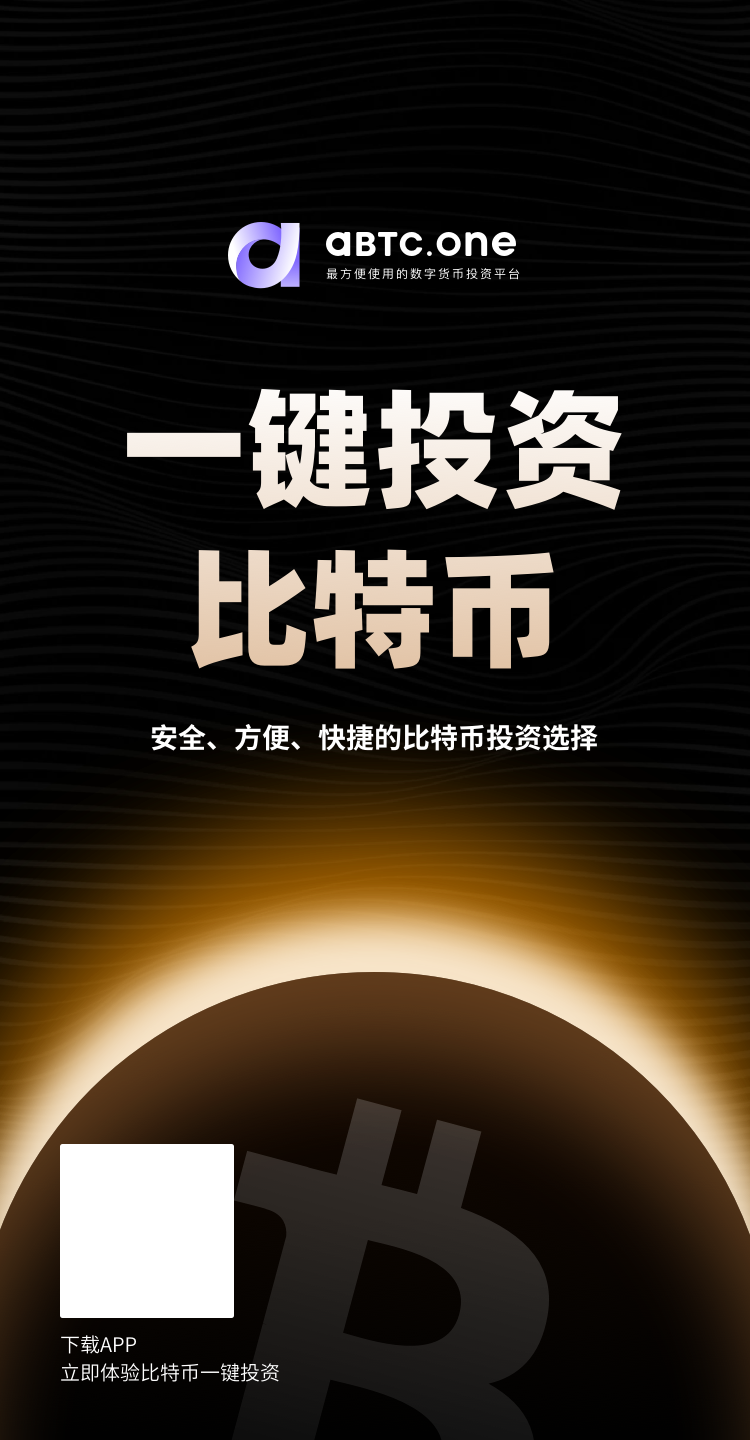 aBTC.one
最方便使用的数字货币投资平台
一键投资
比特币
安全、方便、快捷的比特币投资选择
下载APP
立即体验比特币一键投资